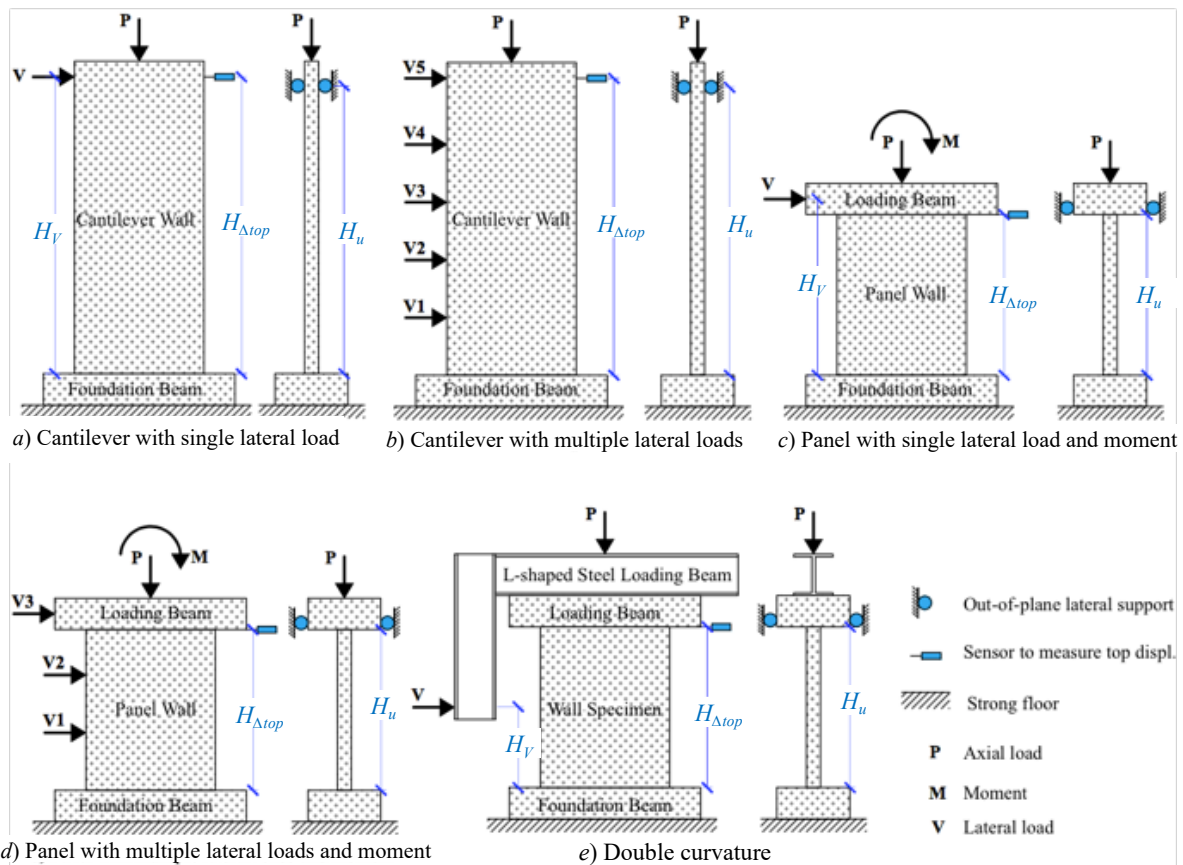 P
P
V
Cantilever Wall
H_V
H_Δtop
H_u
Foundation Beam
a) Cantilever with single lateral load
P
P
V5
V4
V3
V2
V1
Cantilever Wall
H_Δtop
H_u
Foundation Beam
b) Cantilever with multiple lateral loads
P
M
P
V
Loading Beam
H_V
Panel Wall
H_Δtop
H_u
Foundation Beam
c) Panel with single lateral load and moment
P
M
P
V3
Loading Beam
V2
V1
Panel Wall
H_Δtop
H_u
Foundation Beam
d) Panel with multiple lateral loads and moment
P
P
L-shaped Steel Loading Beam
Loading Beam
V
Wall Specimen
H_V
H_Δtop
H_u
Foundation Beam
e) Double curvature
Out-of-plane lateral support
Sensor to measure top displ.
Strong floor
P Axial load
M Moment
V Lateral load